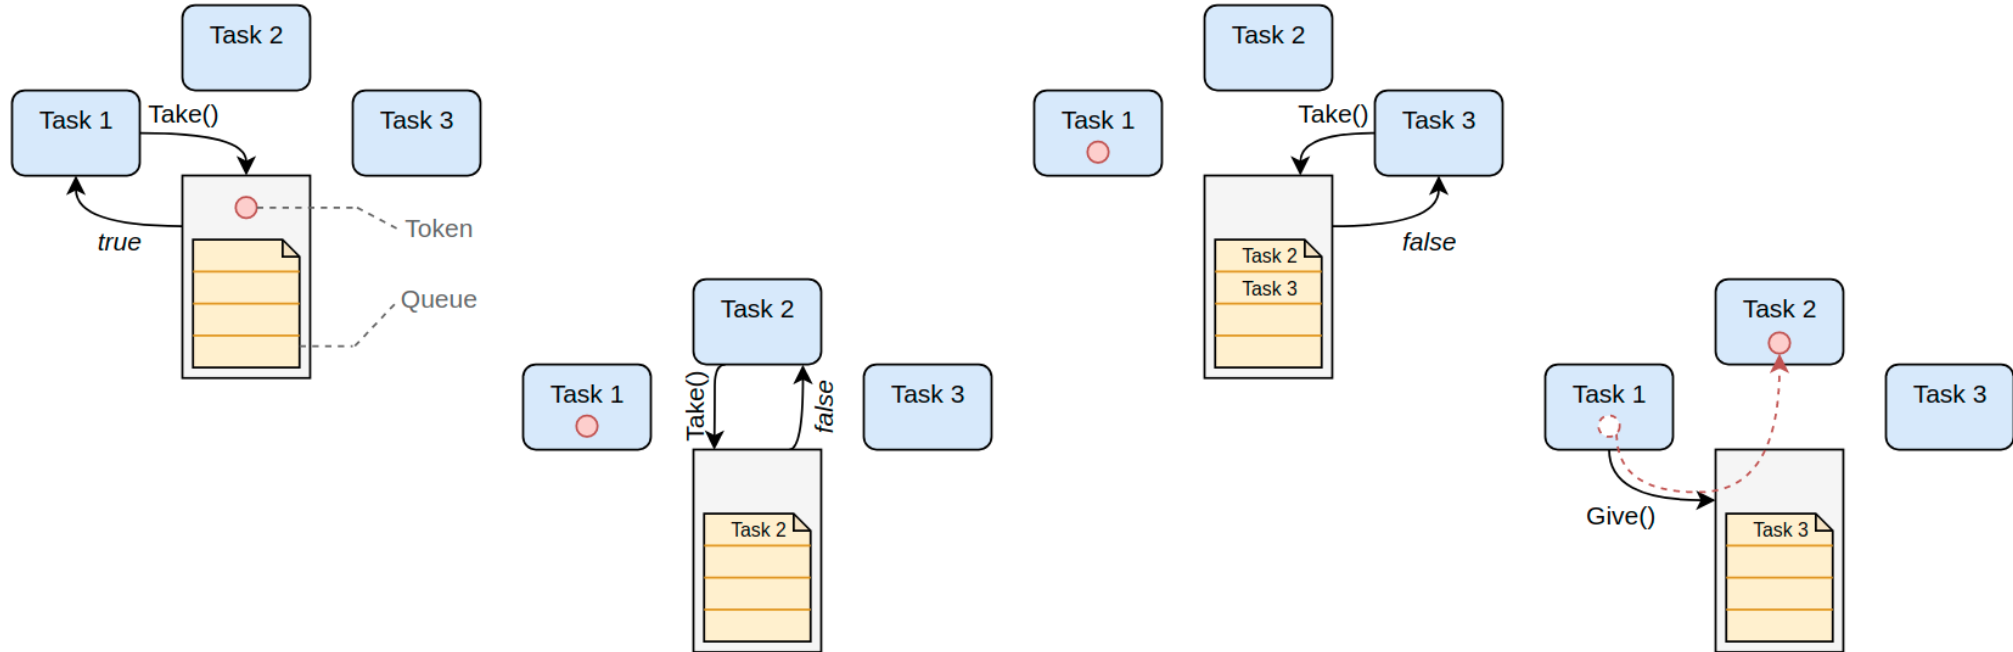 Task 2
Task 1
Take()
Task 3
true
Token
Queue
Task 2
Task 1
Take()
false
Task 3
Task 2
Task 2
Task 1
Take()
Task 3
false
Task 2
Task 3
Task 2
Task 1
Task 3
Give()
Task 3